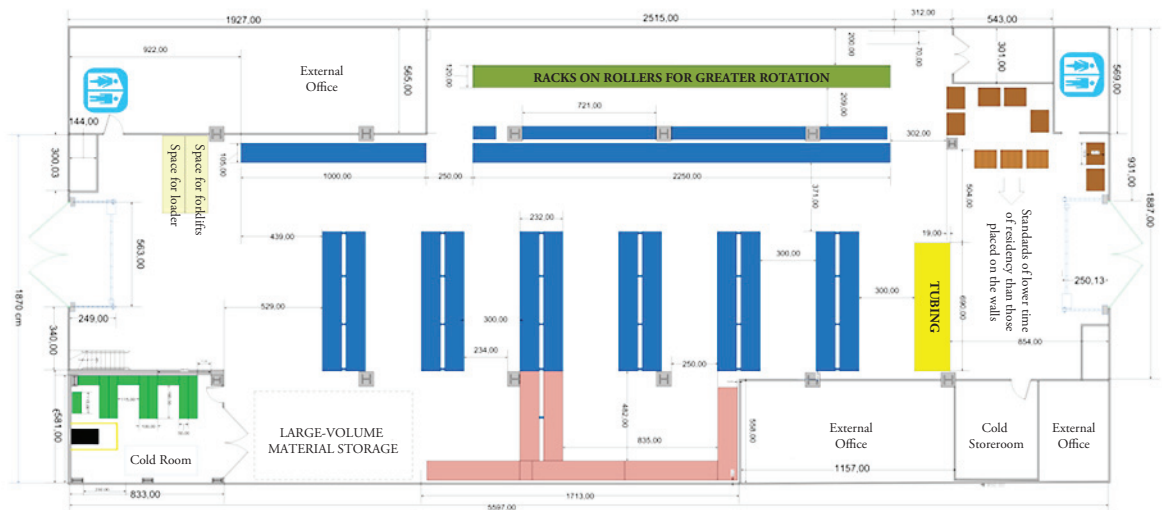 1927,00
2515,00
312,00
543,00
922,00
200,00
70,00
301,00
565,00
569,00
External
Office
120,00
RACKS ON ROLLERS FOR GREATER ROTATION
721,00
209,00
144,00
302,00
300,03
Space for loader
Space for forklifts
105,00
1000,00
250,00
2250,00
371,00
504,00
931,00
1887,00
232,00
439,00
19,00
Standards of lower time
of residency than those
placed on the walls
563,00
300,00
250,13
1870 cm
249,00
529,00
300,00
300,00
TUBING
690,00
340,00
234,00
250,00
854,00
581,00
LARGE-VOLUME
MATERIAL STORAGE
482,00
835,00
558,00
External
Office
Cold
Storeroom
External
Office
Cold Room
1157,00
833,00
1713,00
5597,00